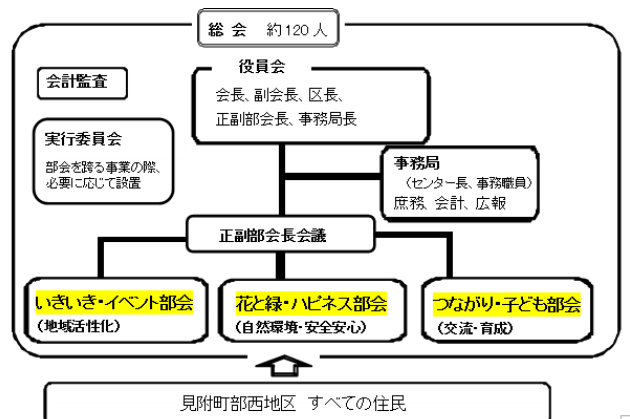 総 会 約120人
役員会
会長、副会長、区長、
正副部会長、事務局長
会計監査
実行委員会
部会を跨る事業の際、
必要に応じて設置
事務局
（センター長、事務職員）
庶務、会計、広報
正副部会長会議
いきいき・イベント部会
（地域活性化）
花と緑・ハピネス部会
（自然環境・安全安心）
つながり・子ども部会
（交流・育成）
見附町部西地区 すべての住民